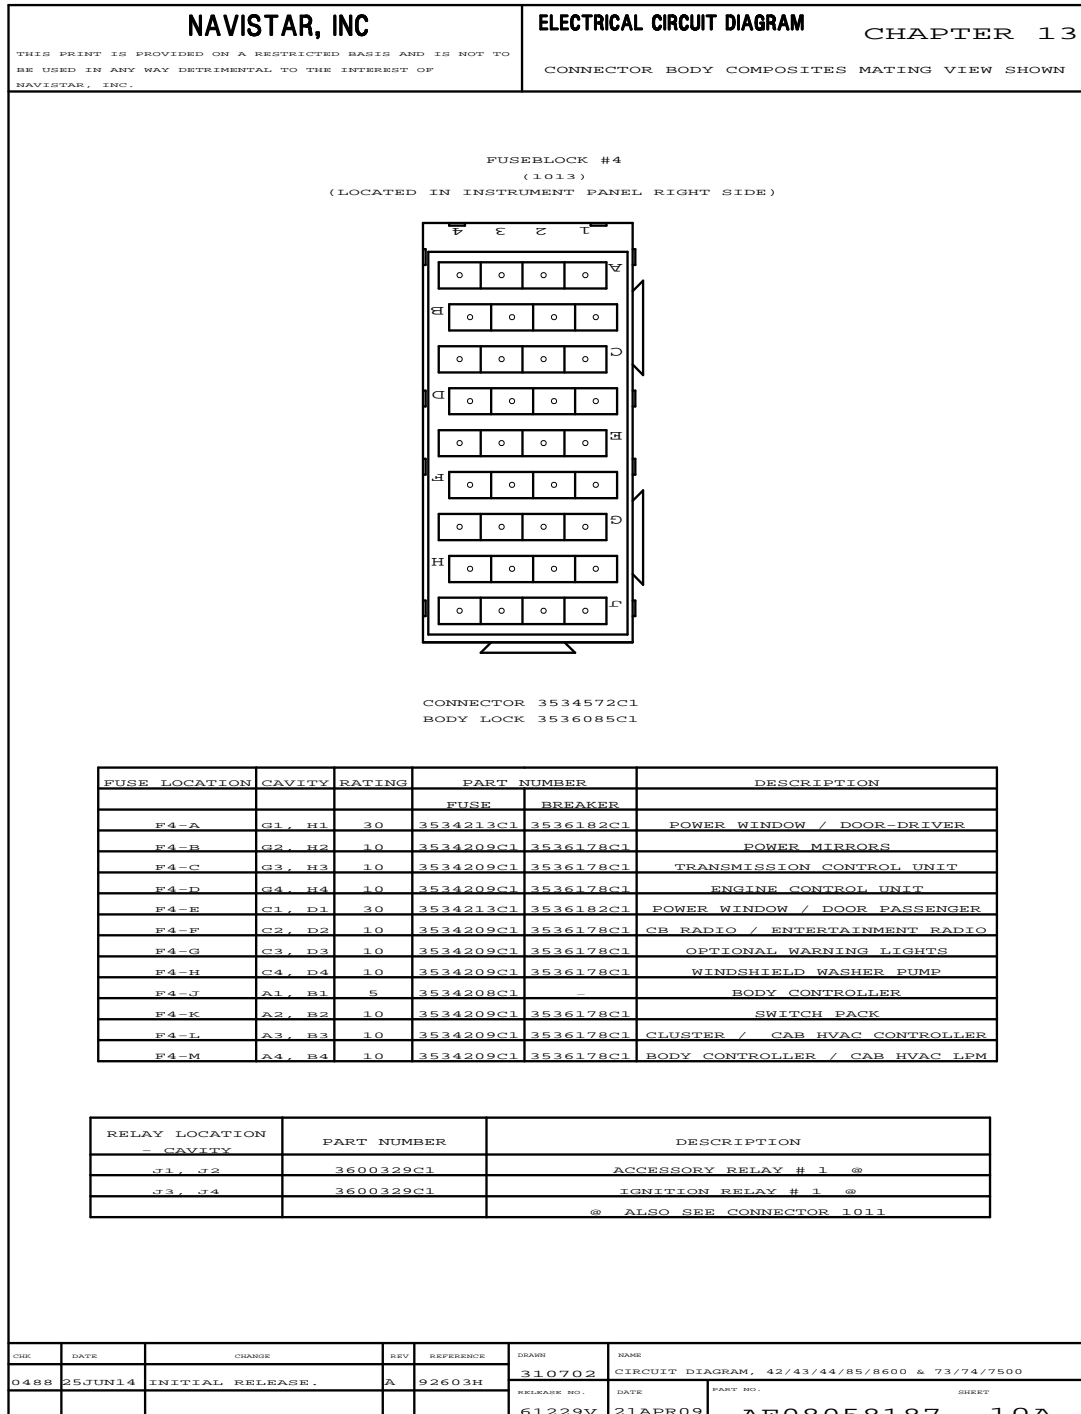 NAVISTAR, INC
THIS PRINT IS PROVIDED ON A RESTRICTED BASIS AND IS NOT TO
BE USED IN ANY WAY DETRIMENTAL TO THE INTEREST OF
NAVISTAR, INC.
ELECTRICAL CIRCUIT DIAGRAM
CHAPTER 13
CONNECTOR BODY COMPOSITES MATING VIEW SHOWN
FUSEBLOCK #4
(1013)
(LOCATED IN INSTRUMENT PANEL RIGHT SIDE)
4 3 2 1
A
B
C
D
E
F
G
H
J
CONNECTOR 3534572C1
BODY LOCK 3536085C1
FUSE LOCATION CAVITY RATING PART NUMBER DESCRIPTION
FUSE BREAKER
F4-A G1, H1 30 3534213C1 3536182C1 POWER WINDOW / DOOR-DRIVER
F4-B G2, H2 10 3534209C1 3536178C1 POWER MIRRORS
F4-C G3, H3 10 3534209C1 3536178C1 TRANSMISSION CONTROL UNIT
F4-D G4, H4 10 3534209C1 3536178C1 ENGINE CONTROL UNIT
F4-E C1, D1 30 3534213C1 3536182C1 POWER WINDOW / DOOR PASSENGER
F4-F C2, D2 10 3534209C1 3536178C1 CB RADIO / ENTERTAINMENT RADIO
F4-G C3, D3 10 3534209C1 3536178C1 OPTIONAL WARNING LIGHTS
F4-H C4, D4 10 3534209C1 3536178C1 WINDSHIELD WASHER PUMP
F4-J A1, B1 5 3534208C1 - BODY CONTROLLER
F4-K A2, B2 10 3534209C1 3536178C1 SWITCH PACK
F4-L A3, B3 10 3534209C1 3536178C1 CLUSTER / CAB HVAC CONTROLLER
F4-M A4, B4 10 3534209C1 3536178C1 BODY CONTROLLER / CAB HVAC LPM
RELAY LOCATION
- CAVITY
PART NUMBER DESCRIPTION
J1, J2 3600329C1 ACCESSORY RELAY # 1 @
J3, J4 3600329C1 IGNITION RELAY # 1 @
@ ALSO SEE CONNECTOR 1011
CHK DATE CHANGE REV REFERENCE DRAWN NAME
0488 25JUN14 INITIAL RELEASE. A 92603H 310702 CIRCUIT DIAGRAM, 42/43/44/85/8600 & 73/74/7500
RELEASE NO. DATE PART NO. SHEET
61229V 21APR09 AE08058187 10A